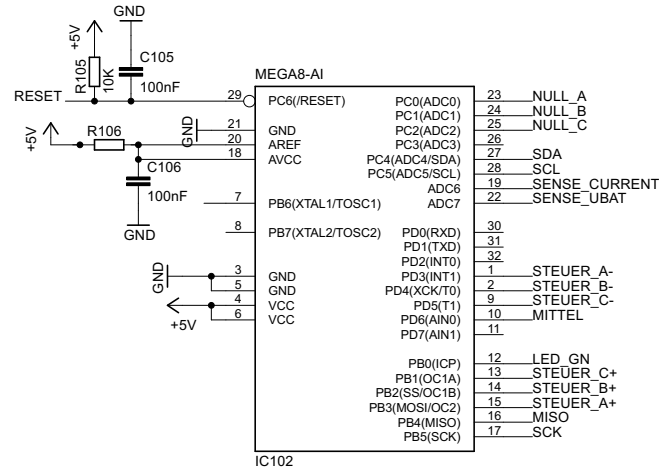 GND
+5V
R105
10K
C105
100nF
MEGA8-AI
RESET
29 PC6(/RESET)
21 GND
GND
20 AREF
18 AVCC
+5V
R106
C106
100nF
GND
7 PB6(XTAL1/TOSC1)
8 PB7(XTAL2/TOSC2)
GND
3 GND
5 GND
4 VCC
6 VCC
+5V
PC0(ADC0) 23 NULL_A
PC1(ADC1) 24 NULL_B
PC2(ADC2) 25 NULL_C
PC3(ADC3) 26
PC4(ADC4/SDA) 27 SDA
PC5(ADC5/SCL) 28 SCL
ADC6 19 SENSE_CURRENT
ADC7 22 SENSE_UBAT
PD0(RXD) 30
PD1(TXD) 31
PD2(INT0) 32
PD3(INT1) 1 STEUER_A-
PD4(XCK/T0) 2 STEUER_B-
PD5(T1) 9 STEUER_C-
PD6(AIN0) 10 MITTEL
PD7(AIN1) 11
PB0(ICP) 12 LED_GN
PB1(OC1A) 13 STEUER_C+
PB2(SS/OC1B) 14 STEUER_B+
PB3(MOSI/OC2) 15 STEUER_A+
PB4(MISO) 16 MISO
PB5(SCK) 17 SCK
IC102